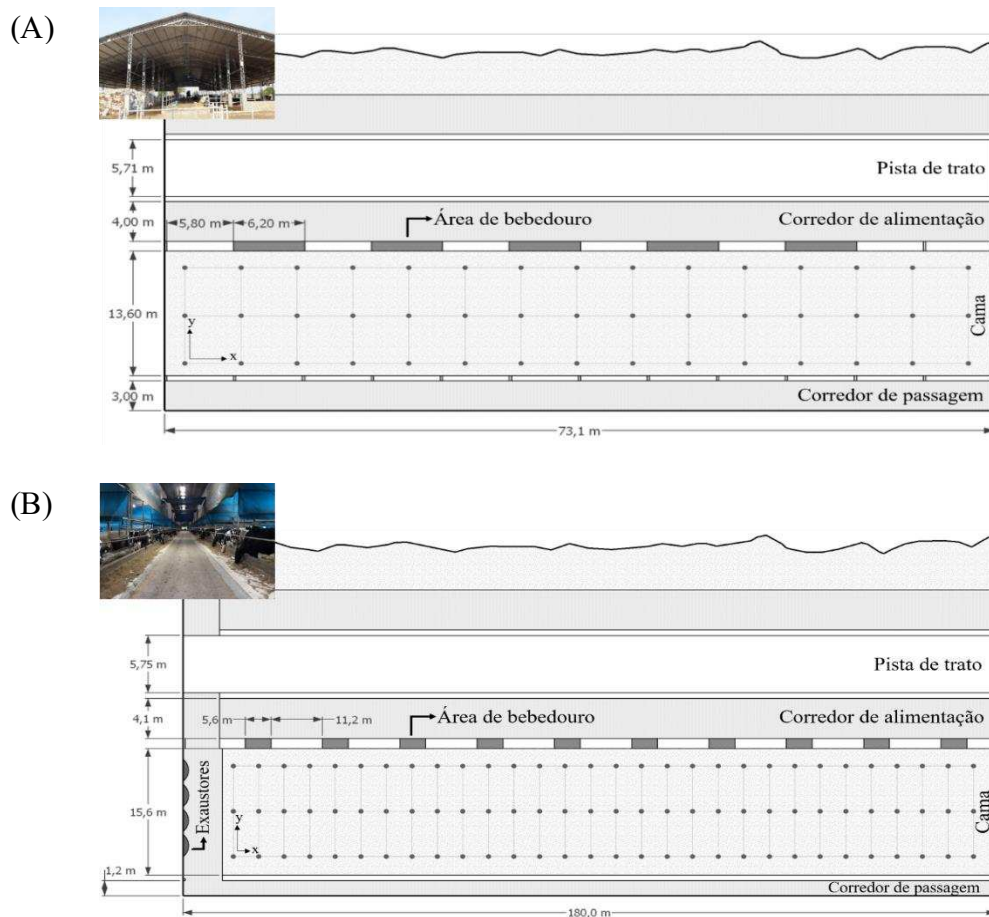 (A)
5,71 m
Pista de trato
4,00 m
5,80 m
6,20 m
Área de bebedouro
Corredor de alimentação
13,60 m
y
x
Cama
3,00 m
Corredor de passagem
73,1 m
(B)
5,75 m
Pista de trato
4,1 m
5,6 m
11,2 m
Área de bebedouro
Corredor de alimentação
15,6 m
Exaustores
y
x
Cama
1,2 m
Corredor de passagem
180,0 m